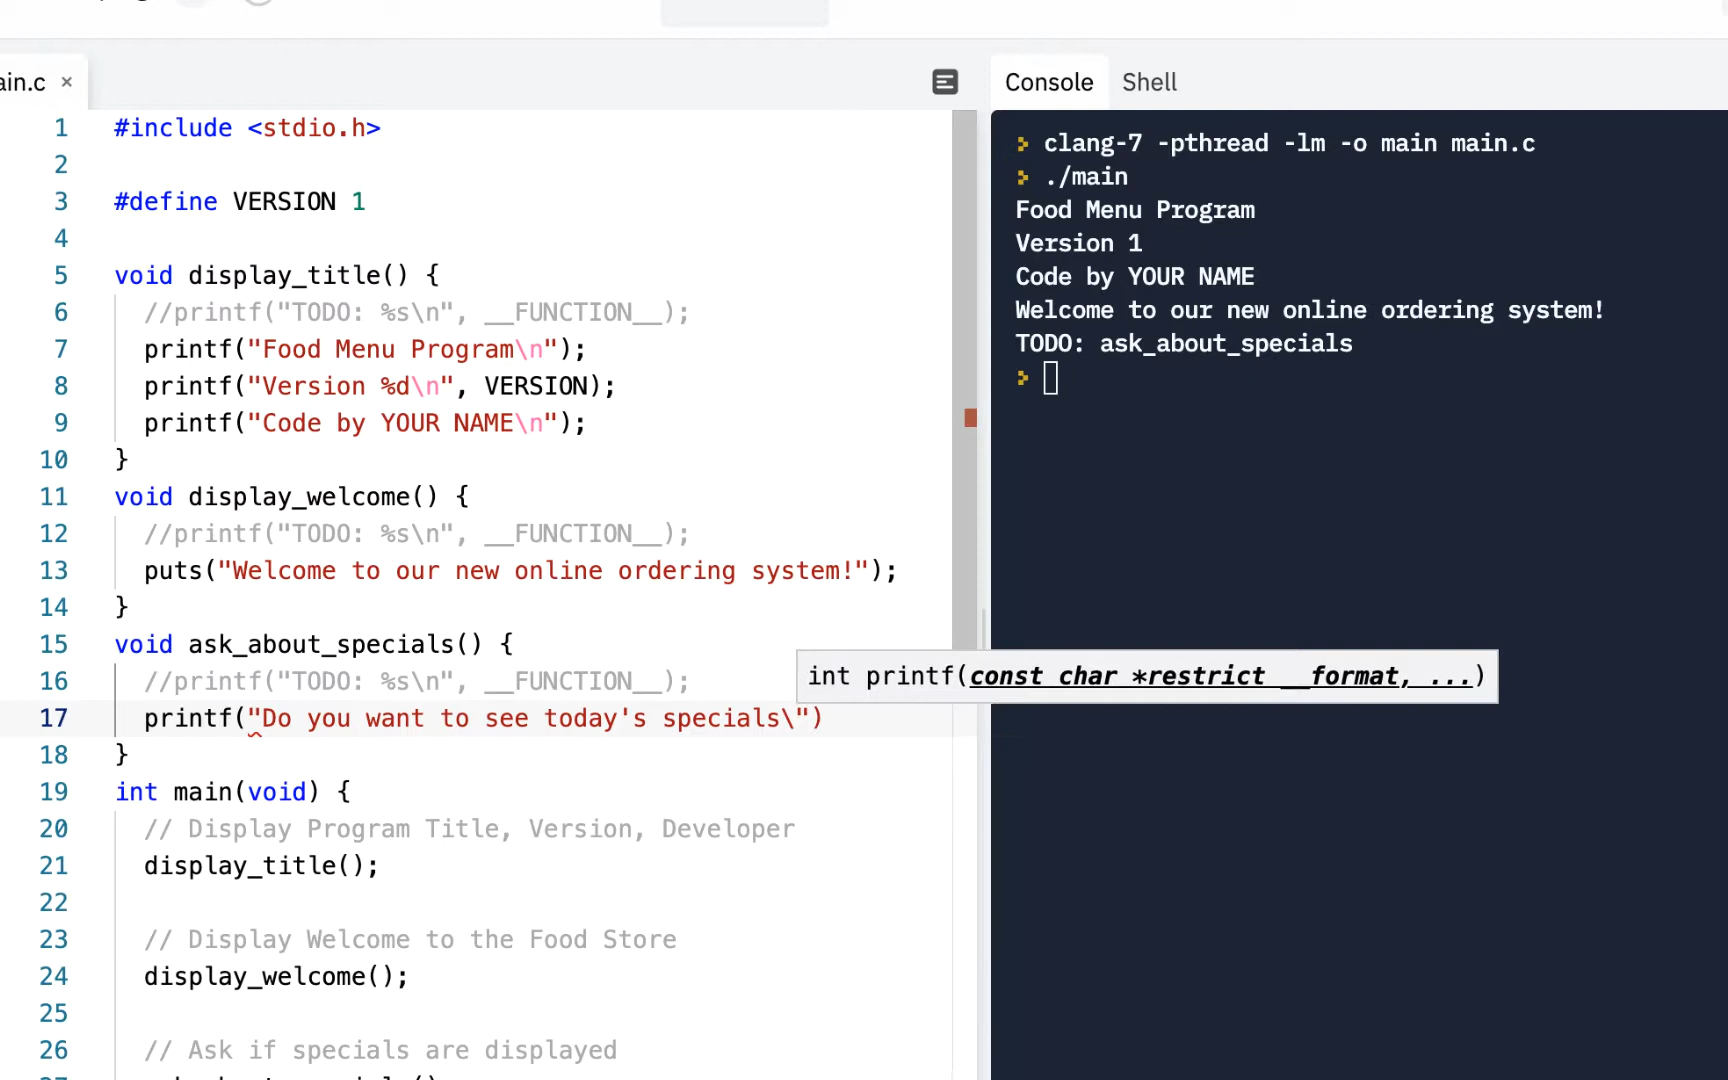 ain.c ×
Console Shell
1 #include <stdio.h>
2
3 #define VERSION 1
4
5 void display_title() {
6 //printf("TODO: %s\n", __FUNCTION__);
7 printf("Food Menu Program\n");
8 printf("Version %d\n", VERSION);
9 printf("Code by YOUR NAME\n");
10 }
11 void display_welcome() {
12 //printf("TODO: %s\n", __FUNCTION__);
13 puts("Welcome to our new online ordering system!");
14 }
15 void ask_about_specials() {
16 //printf("TODO: %s\n", __FUNCTION__);
17 printf("Do you want to see today's specials\")
18 }
19 int main(void) {
20 // Display Program Title, Version, Developer
21 display_title();
22
23 // Display Welcome to the Food Store
24 display_welcome();
25
26 // Ask if specials are displayed
int printf(const char *restrict __format, ...)
clang-7 -pthread -lm -o main main.c
./main
Food Menu Program
Version 1
Code by YOUR NAME
Welcome to our new online ordering system!
TODO: ask_about_specials